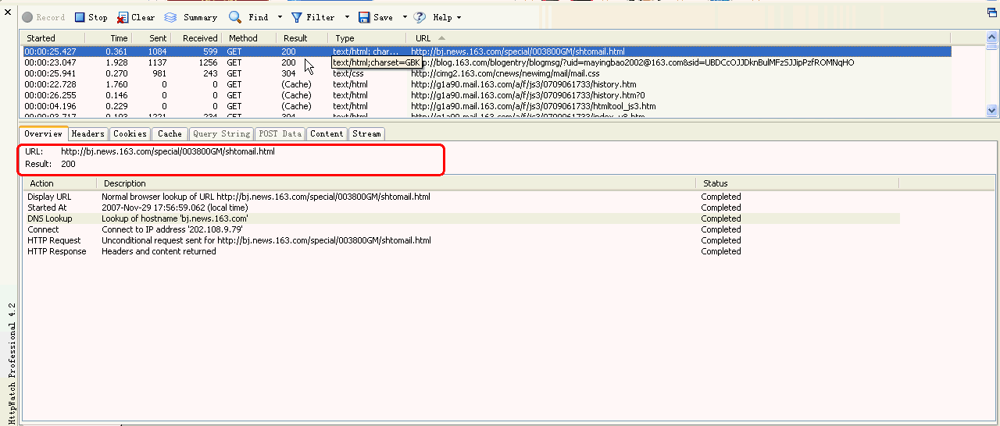 Record Stop Clear Summary Find Filter Save Help
Started Time Sent Received Method Result Type URL
00:00:25.427 0.361 1084 599 GET 200 text/html; char... http://bj.news.163.com/special/003800GM/shtomail.html
00:00:23.047 1.928 1137 1256 GET 200 text/html;charset=GBK http://blog.163.com/blogentry/blogmsg/?uid=mayingbao2002@163.com&sid=UBDCcOJJDknBulMFzSJJipPzfROMNqHO
00:00:25.941 0.270 981 243 GET 304 text/css http://cimg2.163.com/cnews/newimg/mail/mail.css
00:00:22.728 1.760 0 0 GET (Cache) text/html http://g1a90.mail.163.com/a/f/js3/0709061733/history.htm
00:00:26.255 0.146 0 0 GET (Cache) text/html http://g1a90.mail.163.com/a/f/js3/0709061733/history.htm?0
00:00:04.196 0.229 0 0 GET (Cache) text/html http://g1a90.mail.163.com/a/f/js3/0709061733/htmltool_js3.htm
00:00:03.717 0.193 1221 234 GET 304 text/html http://g1a90.mail.163.com/a/f/js3/0709061733/index_v8.htm
Overview Headers Cookies Cache Query String POST Data Content Stream
URL: http://bj.news.163.com/special/003800GM/shtomail.html
Result: 200
Action Description Status
Display URL Normal browser lookup of URL http://bj.news.163.com/special/003800GM/shtomail.html Completed
Started At 2007-Nov-29 17:56:59.062 (local time) Completed
DNS Lookup Lookup of hostname 'bj.news.163.com' Completed
Connect Connect to IP address '202.108.9.79' Completed
HTTP Request Unconditional request sent for http://bj.news.163.com/special/003800GM/shtomail.html Completed
HTTP Response Headers and content returned Completed
HttpWatch Professional 4.2